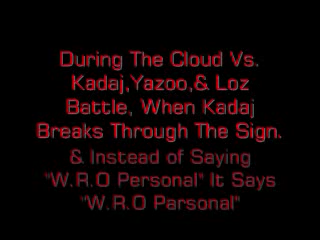 During The Cloud Vs.
Kadaj,Yazoo,& Loz
Battle, When Kadaj
Breaks Through The Sign.
& Instead of Saying
"W.R.O Personal" It Says
"W.R.O Parsonal"